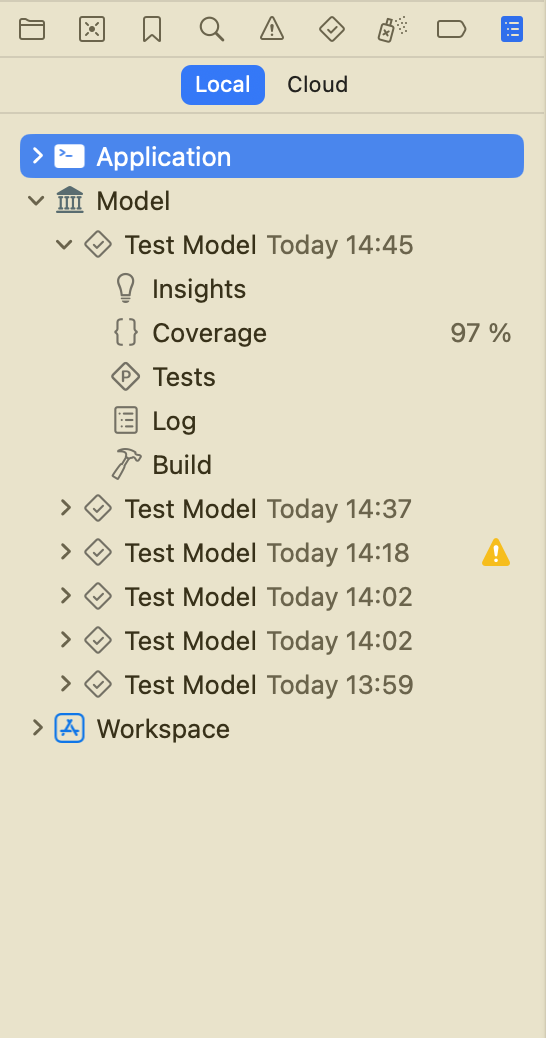 Local Cloud
Application
Model
Test Model Today 14:45
Insights
Coverage 97 %
Tests
Log
Build
Test Model Today 14:37
Test Model Today 14:18
Test Model Today 14:02
Test Model Today 14:02
Test Model Today 13:59
Workspace